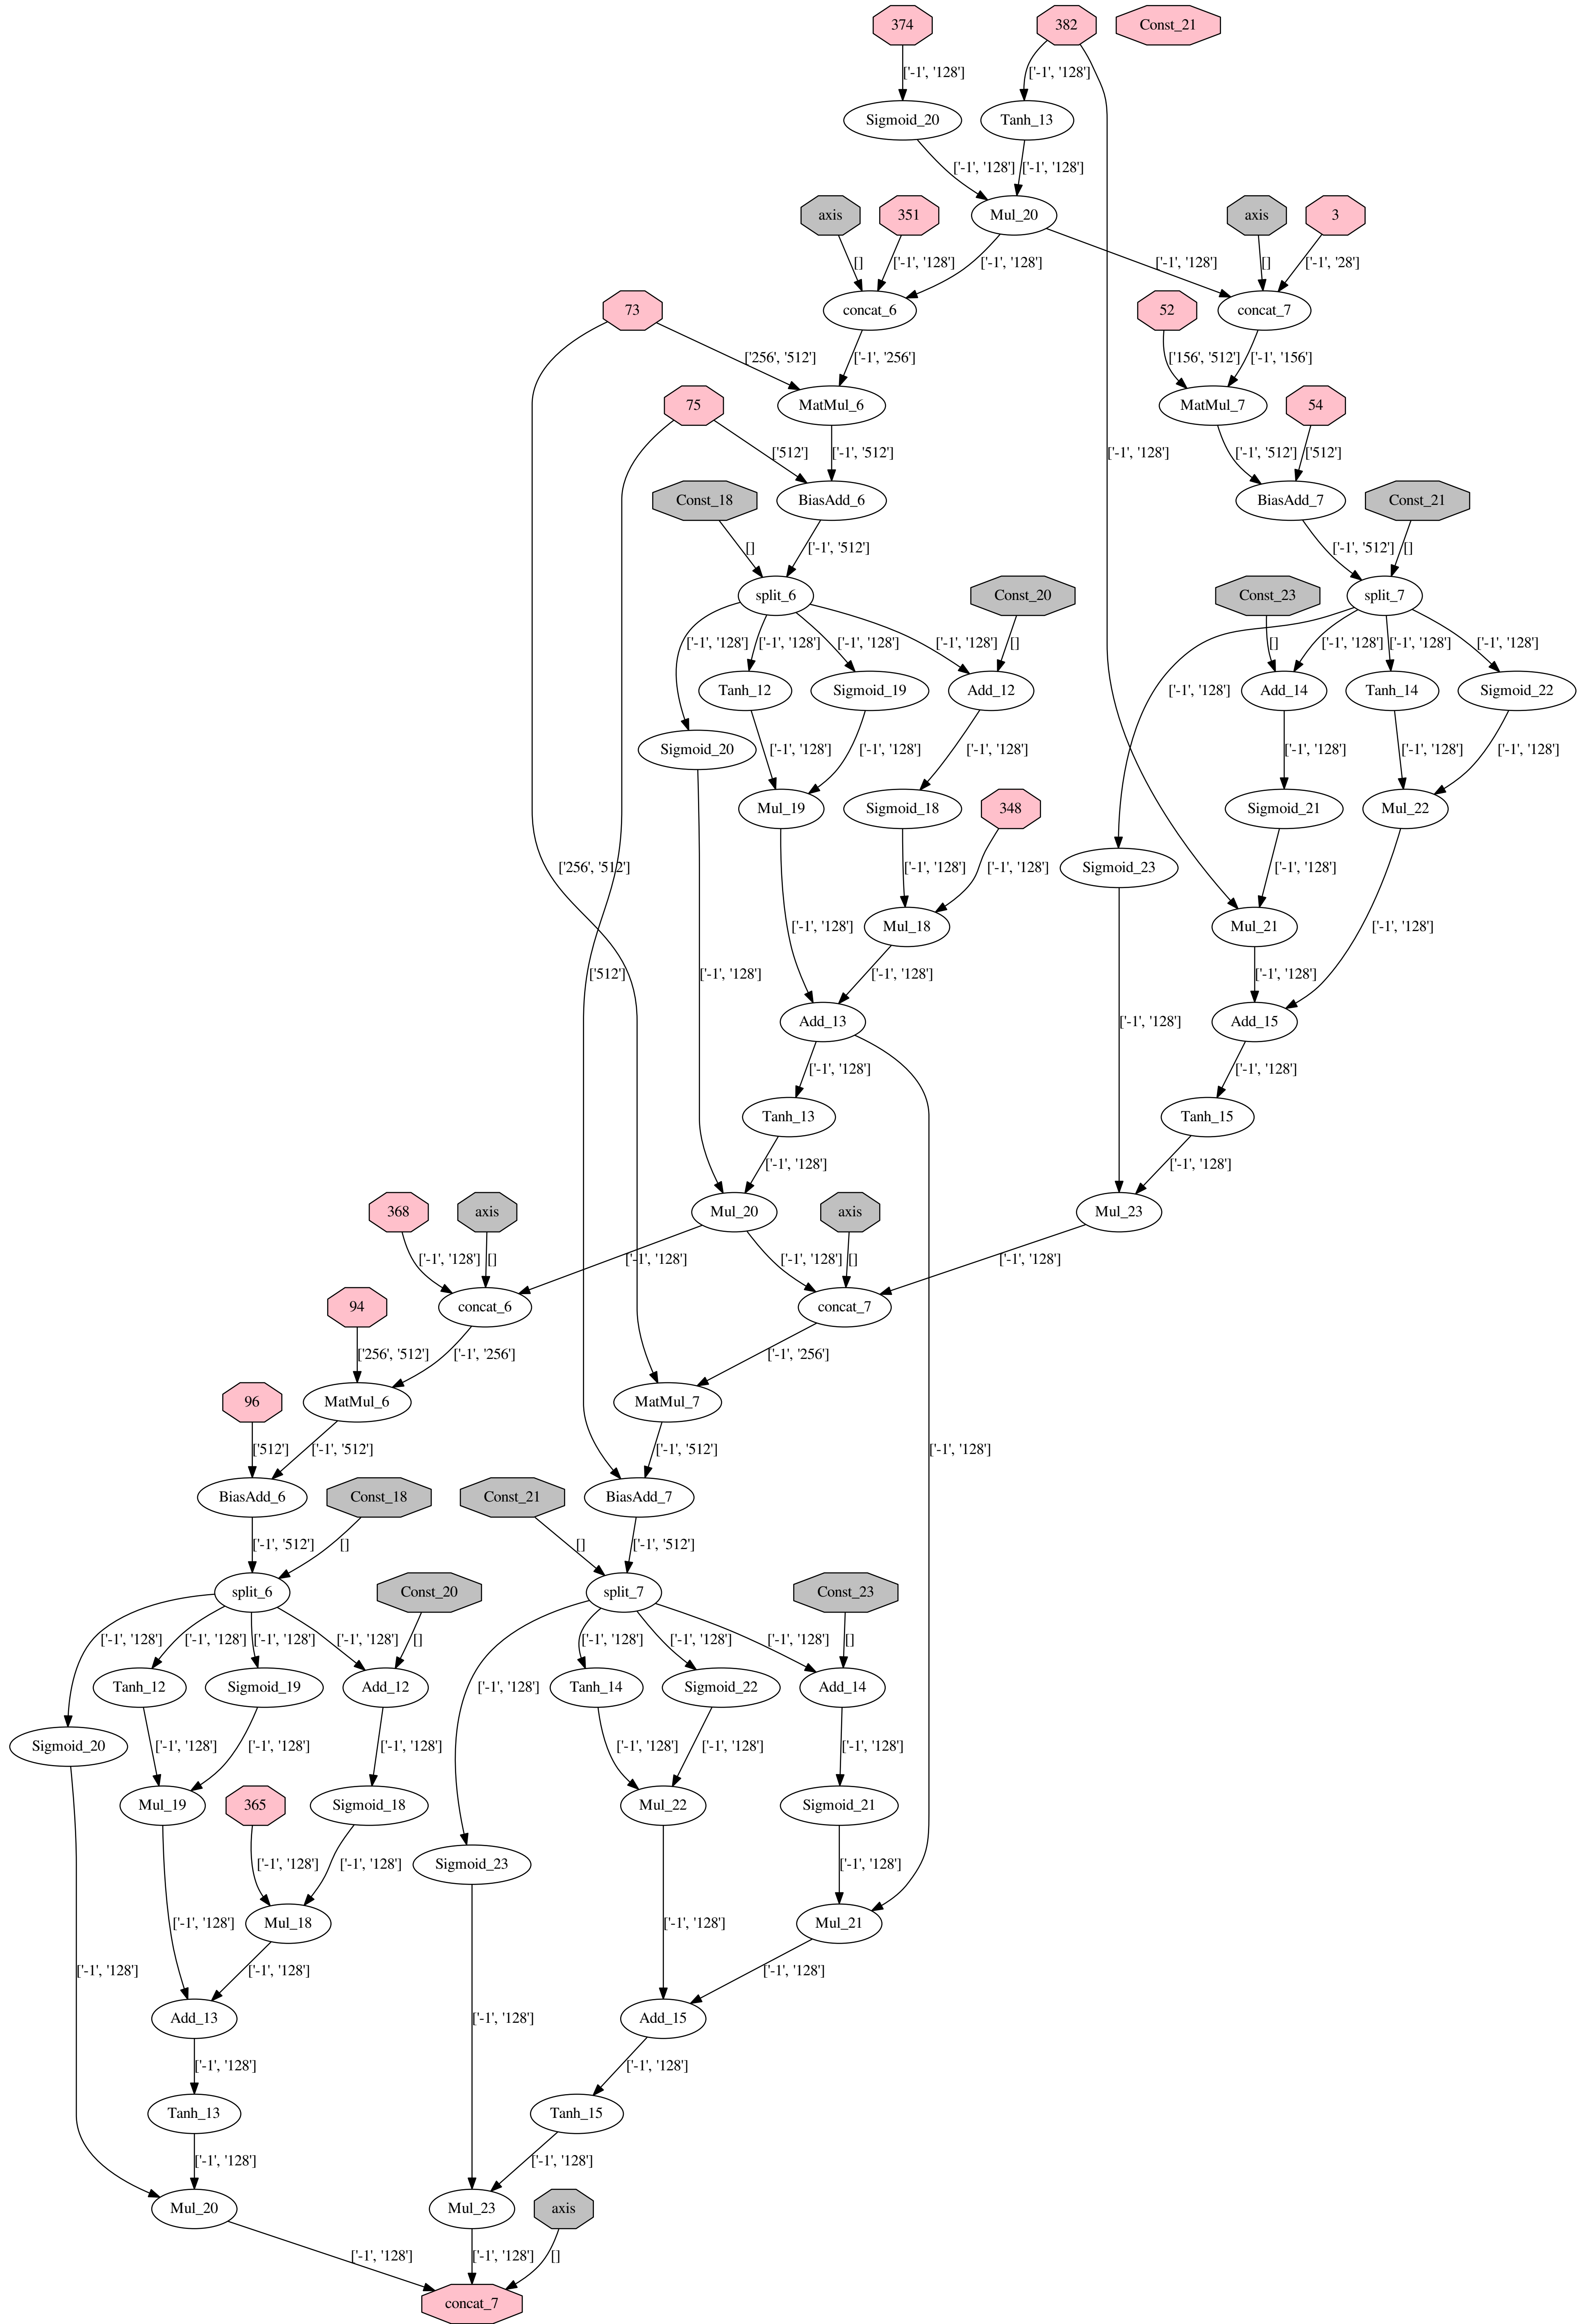 374
382
Const_21
['-1', '128']
['-1', '128']
Sigmoid_20
Tanh_13
['-1', '128']
['-1', '128']
axis
351
Mul_20
axis
3
[]
['-1', '128']
['-1', '128']
['-1', '128']
[]
['-1', '28']
73
concat_6
52
concat_7
['256', '512']
['-1', '256']
['156', '512']
['-1', '156']
75
MatMul_6
MatMul_7
54
['512']
['-1', '512']
['-1', '128']
['-1', '512']
['512']
Const_18
BiasAdd_6
BiasAdd_7
Const_21
[]
['-1', '512']
['-1', '512']
[]
split_6
Const_20
Const_23
split_7
['-1', '128']
['-1', '128']
['-1', '128']
['-1', '128']
[]
[]
['-1', '128']
['-1', '128']
['-1', '128']
Tanh_12
Sigmoid_19
Add_12
['-1', '128']
Add_14
Tanh_14
Sigmoid_22
Sigmoid_20
['-1', '128']
['-1', '128']
['-1', '128']
['-1', '128']
['-1', '128']
['-1', '128']
Mul_19
Sigmoid_18
348
Sigmoid_21
Mul_22
['256', '512']
['-1', '128']
['-1', '128']
Sigmoid_23
['-1', '128']
['-1', '128']
Mul_18
Mul_21
['-1', '128']
['512']
['-1', '128']
['-1', '128']
['-1', '128']
Add_13
['-1', '128']
Add_15
['-1', '128']
['-1', '128']
Tanh_13
Tanh_15
['-1', '128']
['-1', '128']
368
axis
Mul_20
axis
Mul_23
['-1', '128']
[]
['-1', '128']
['-1', '128']
[]
['-1', '128']
94
concat_6
concat_7
['256', '512']
['-1', '256']
['-1', '256']
96
MatMul_6
MatMul_7
['512']
['-1', '512']
['-1', '512']
['-1', '128']
BiasAdd_6
Const_18
Const_21
BiasAdd_7
['-1', '512']
[]
[]
['-1', '512']
split_6
Const_20
split_7
Const_23
['-1', '128']
['-1', '128']
['-1', '128']
['-1', '128']
[]
['-1', '128']
['-1', '128']
['-1', '128']
[]
Tanh_12
Sigmoid_19
Add_12
['-1', '128']
Tanh_14
Sigmoid_22
Add_14
Sigmoid_20
['-1', '128']
['-1', '128']
['-1', '128']
['-1', '128']
['-1', '128']
['-1', '128']
Mul_19
365
Sigmoid_18
Mul_22
Sigmoid_21
['-1', '128']
['-1', '128']
Sigmoid_23
['-1', '128']
['-1', '128']
Mul_18
['-1', '128']
Mul_21
['-1', '128']
['-1', '128']
['-1', '128']
Add_13
['-1', '128']
Add_15
['-1', '128']
['-1', '128']
Tanh_13
Tanh_15
['-1', '128']
['-1', '128']
Mul_20
Mul_23
axis
['-1', '128']
['-1', '128']
[]
concat_7